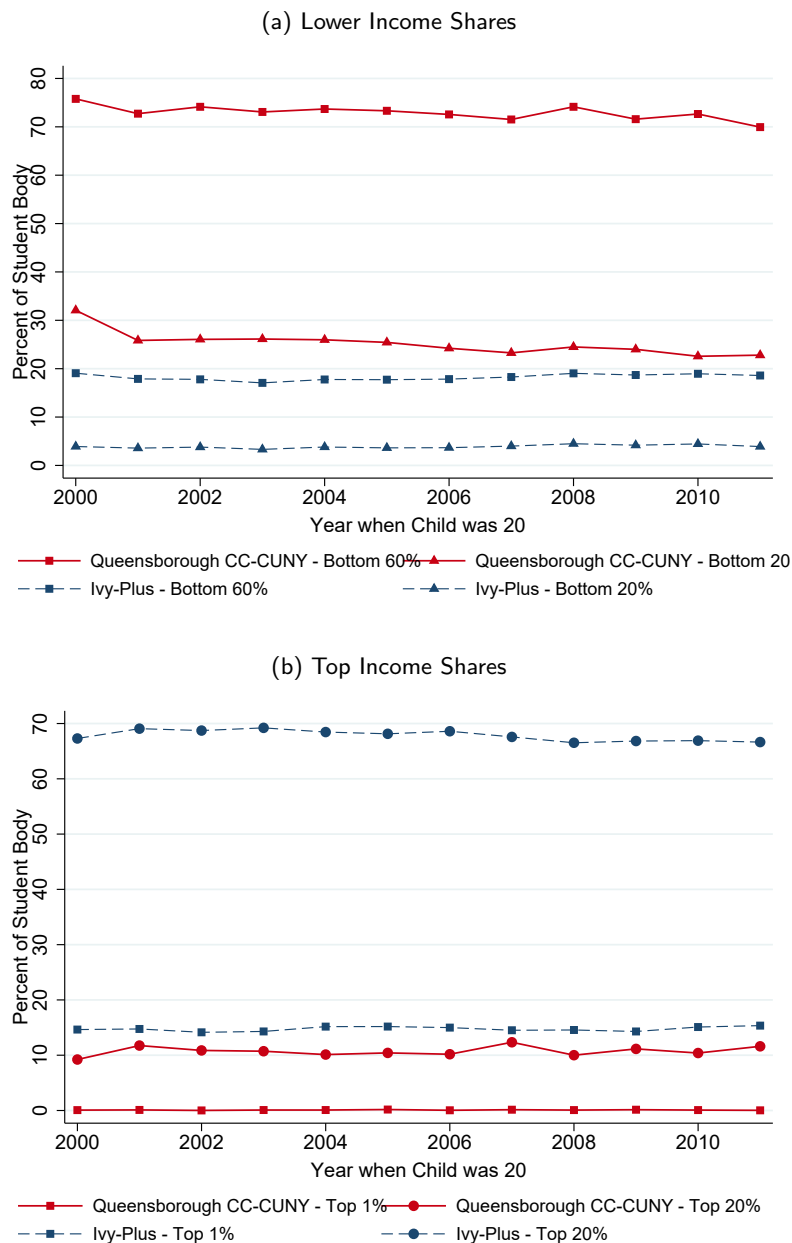 (a) Lower Income Shares
Percent of Student Body
80
70
60
50
40
30
20
10
0
2000 2002 2004 2006 2008 2010
Year when Child was 20
Queensborough CC-CUNY - Bottom 60% Queensborough CC-CUNY - Bottom 20
Ivy-Plus - Bottom 60% Ivy-Plus - Bottom 20%
(b) Top Income Shares
Percent of Student Body
70
60
50
40
30
20
10
0
2000 2002 2004 2006 2008 2010
Year when Child was 20
Queensborough CC-CUNY - Top 1% Queensborough CC-CUNY - Top 20%
Ivy-Plus - Top 1% Ivy-Plus - Top 20%